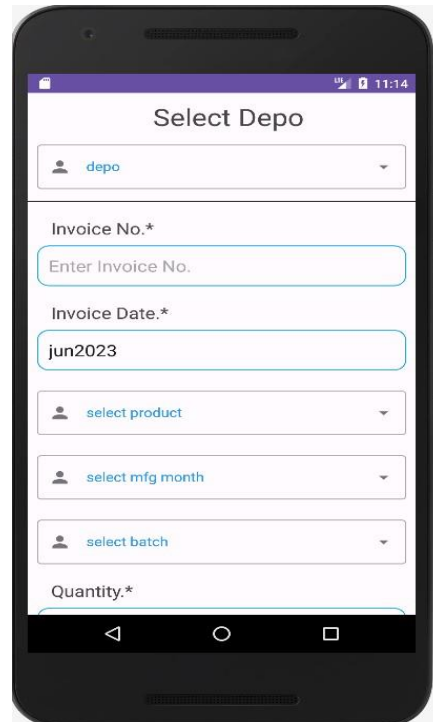 LTE 11:14
Select Depo
depo
Invoice No.*
Enter Invoice No.
Invoice Date.*
jun2023
select product
select mfg month
select batch
Quantity.*